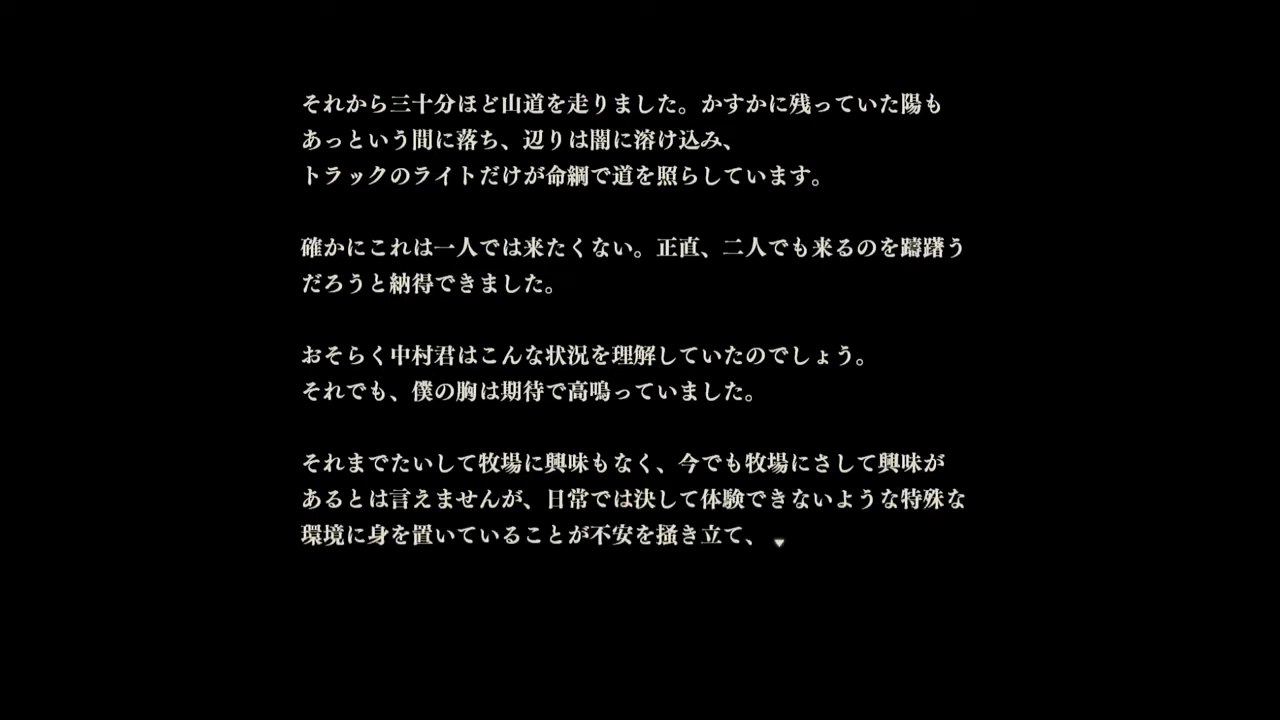 それから三十分ほど山道を走りました。かすかに残っていた陽も
あっという間に落ち、辺りは闇に溶け込み、
トラックのライトだけが命綱で道を照らしています。
確かにこれは一人では来たくない。正直、二人でも来るのを躊躇う
だろうと納得できました。
おそらく中村君はこんな状況を理解していたのでしょう。
それでも、僕の胸は期待で高鳴っていました。
それまでたいして牧場に興味もなく、今でも牧場にさして興味が
あるとは言えませんが、日常では決して体験できないような特殊な
環境に身を置いていることが不安を掻き立て、